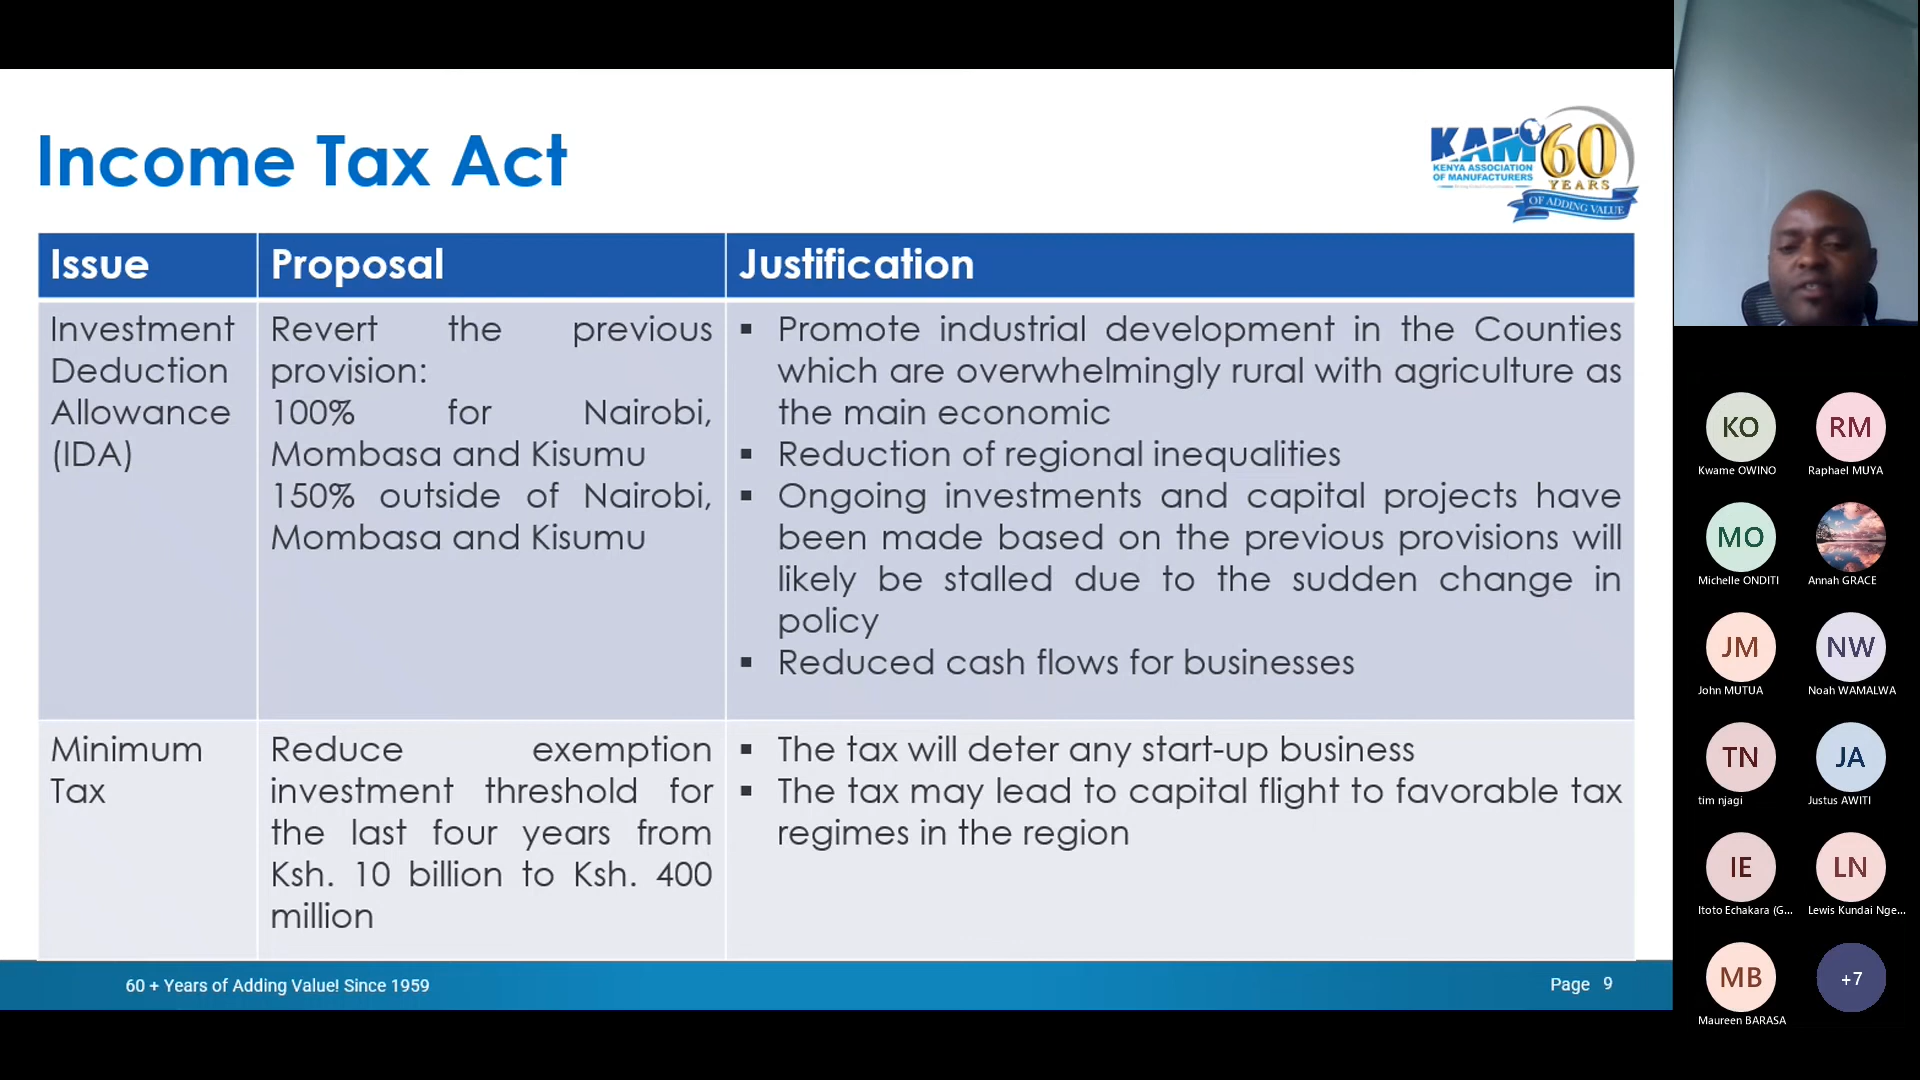 Income Tax Act
KAM 60
KENYA ASSOCIATION
OF MANUFACTURERS
YEARS
OF ADDING VALUE
Issue
Proposal
Justification
Investment
Deduction
Allowance
(IDA)
Revert the previous
provision:
100% for Nairobi,
Mombasa and Kisumu
150% outside of Nairobi,
Mombasa and Kisumu
▪ Promote industrial development in the Counties
which are overwhelmingly rural with agriculture as
the main economic
▪ Reduction of regional inequalities
▪ Ongoing investments and capital projects have
been made based on the previous provisions will
likely be stalled due to the sudden change in
policy
▪ Reduced cash flows for businesses
Minimum
Tax
Reduce exemption
investment threshold for
the last four years from
Ksh. 10 billion to Ksh. 400
million
▪ The tax will deter any start-up business
▪ The tax may lead to capital flight to favorable tax
regimes in the region
60 + Years of Adding Value! Since 1959
Page 9
KO
Kwame OWINO
RM
Raphael MUYA
MO
Michelle ONDITI
Annah GRACE
JM
John MUTUA
NW
Noah WAMALWA
TN
tim njagi
JA
Justus AWITI
IE
Itoto Echakara (G...
LN
Lewis Kundai Nge...
MB
Maureen BARASA
+7